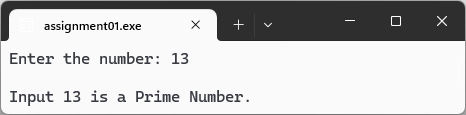 assignment01.exe
Enter the number: 13
Input 13 is a Prime Number.